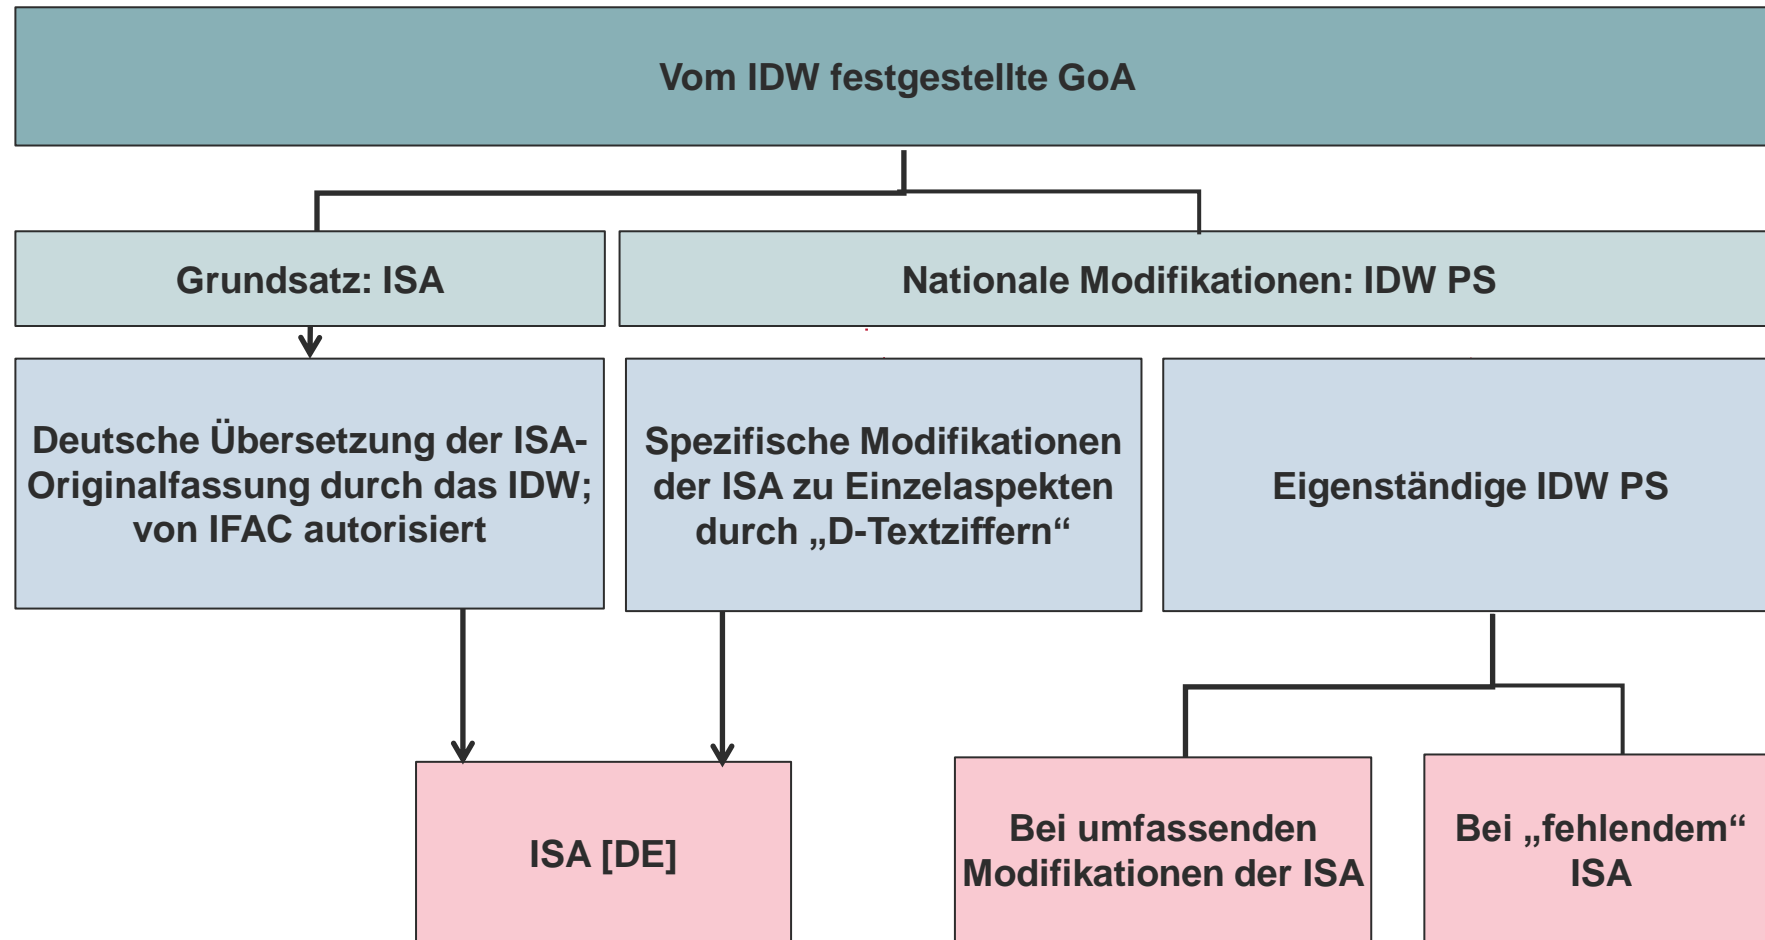 Vom IDW festgestellte GoA
Grundsatz: ISA
Nationale Modifikationen: IDW PS
Deutsche Übersetzung der ISA-
Originalfassung durch das IDW;
von IFAC autorisiert
Spezifische Modifikationen
der ISA zu Einzelaspekten
durch „D-Textziffern“
Eigenständige IDW PS
ISA [DE]
Bei umfassenden
Modifikationen der ISA
Bei „fehlendem“
ISA